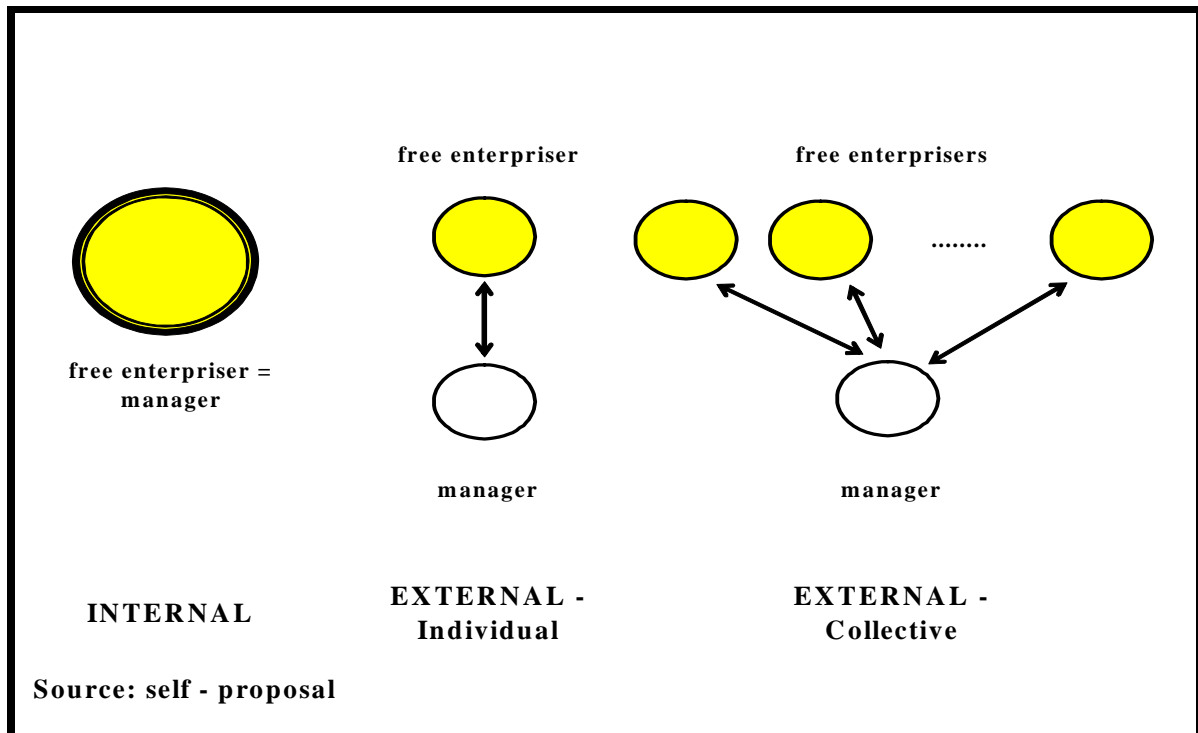 free enterpriser
free enterprisers
........
free enterpriser =
manager
manager
manager
INTERNAL
EXTERNAL -
Individual
EXTERNAL -
Collective
Source: self - proposal